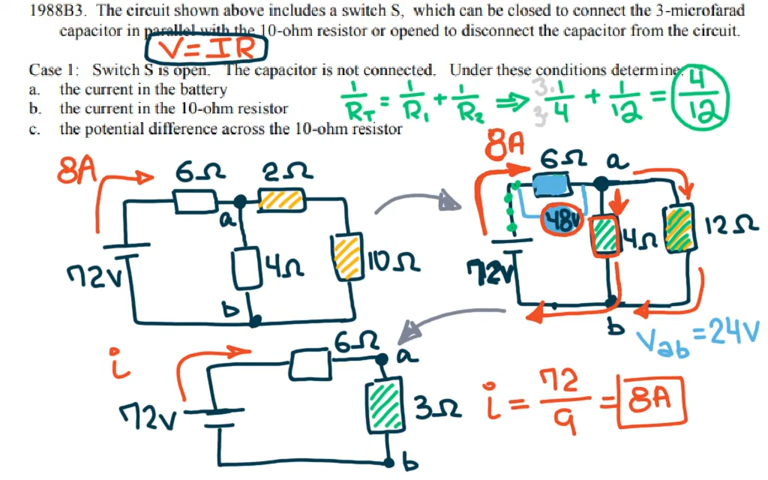 1988B3. The circuit shown above includes a switch S, which can be closed to connect the 3-microfarad
capacitor in parallel with the 10-ohm resistor or opened to disconnect the capacitor from the circuit.
V=IR
Case 1: Switch S is open. The capacitor is not connected. Under these conditions determine:
a. the current in the battery
b. the current in the 10-ohm resistor
c. the potential difference across the 10-ohm resistor
1/RT = 1/R1 + 1/R2 ⇒ 3·1/3·4 + 1/12 = 4/12
8A 6Ω 2Ω
a
72V 4Ω 10Ω
b
8A 6Ω a
48V 4Ω 12Ω
72V
b Vab = 24V
i 6Ω a
72V 3Ω
b
i = 72/9 = 8A